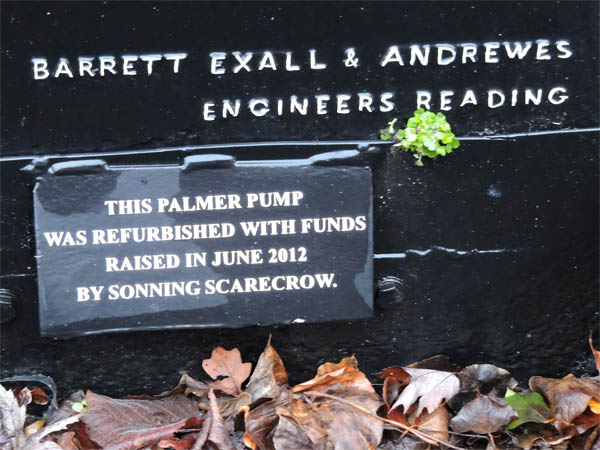 BARRETT EXALL & ANDREWES
ENGINEERS READING
THIS PALMER PUMP
WAS REFURBISHED WITH FUNDS
RAISED IN JUNE 2012
BY SONNING SCARECROW.